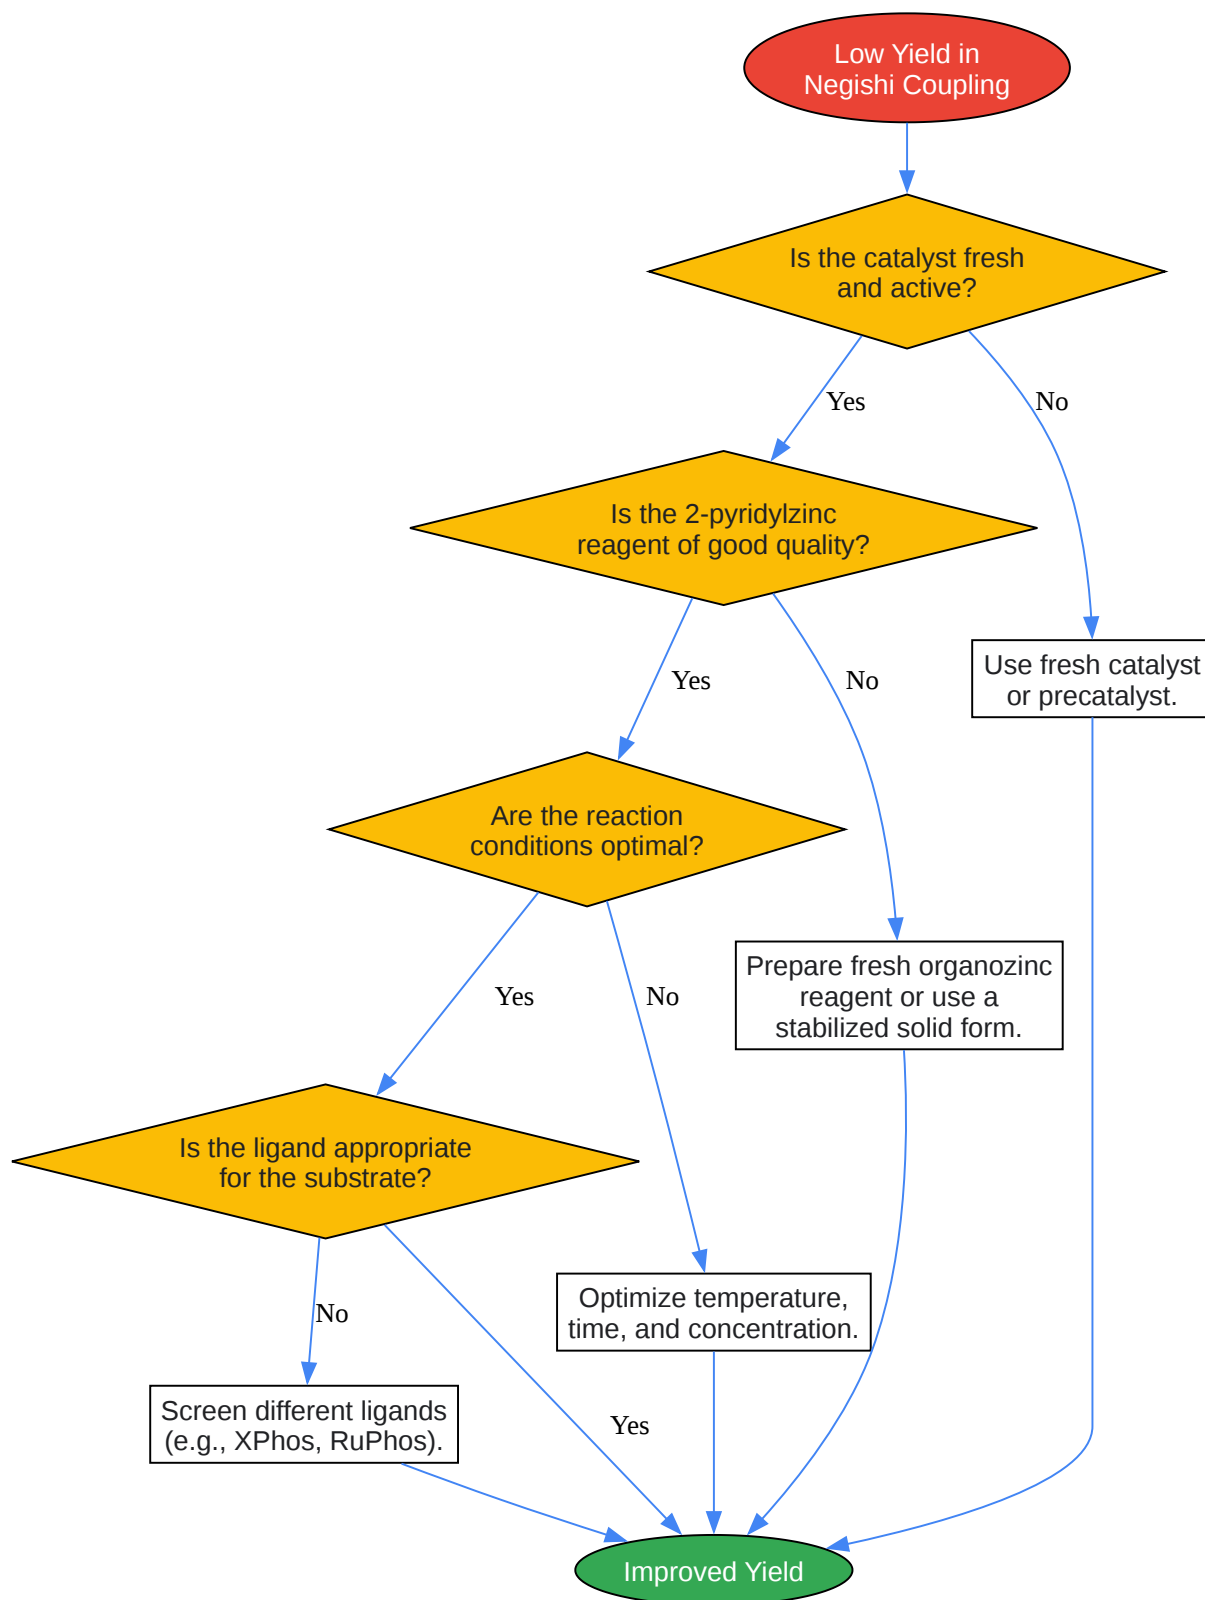 Low Yield in
Negishi Coupling
Is the catalyst fresh
and active?
Yes
No
Is the 2-pyridylzinc
reagent of good quality?
Use fresh catalyst
or precatalyst.
Yes
No
Are the reaction
conditions optimal?
Prepare fresh organozinc
reagent or use a
stabilized solid form.
Yes
No
Is the ligand appropriate
for the substrate?
Optimize temperature,
time, and concentration.
No
Screen different ligands
(e.g., XPhos, RuPhos).
Yes
Improved Yield